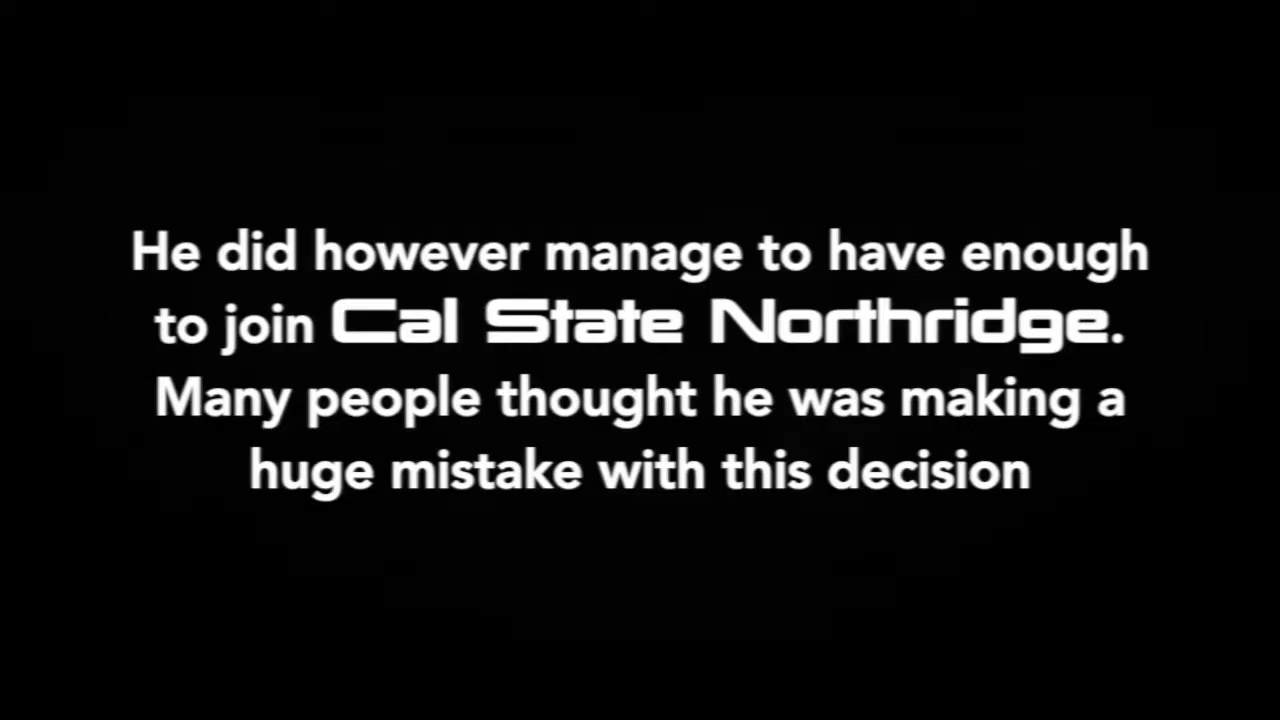 He did however manage to have enough
to join Cal State Northridge.
Many people thought he was making a
huge mistake with this decision